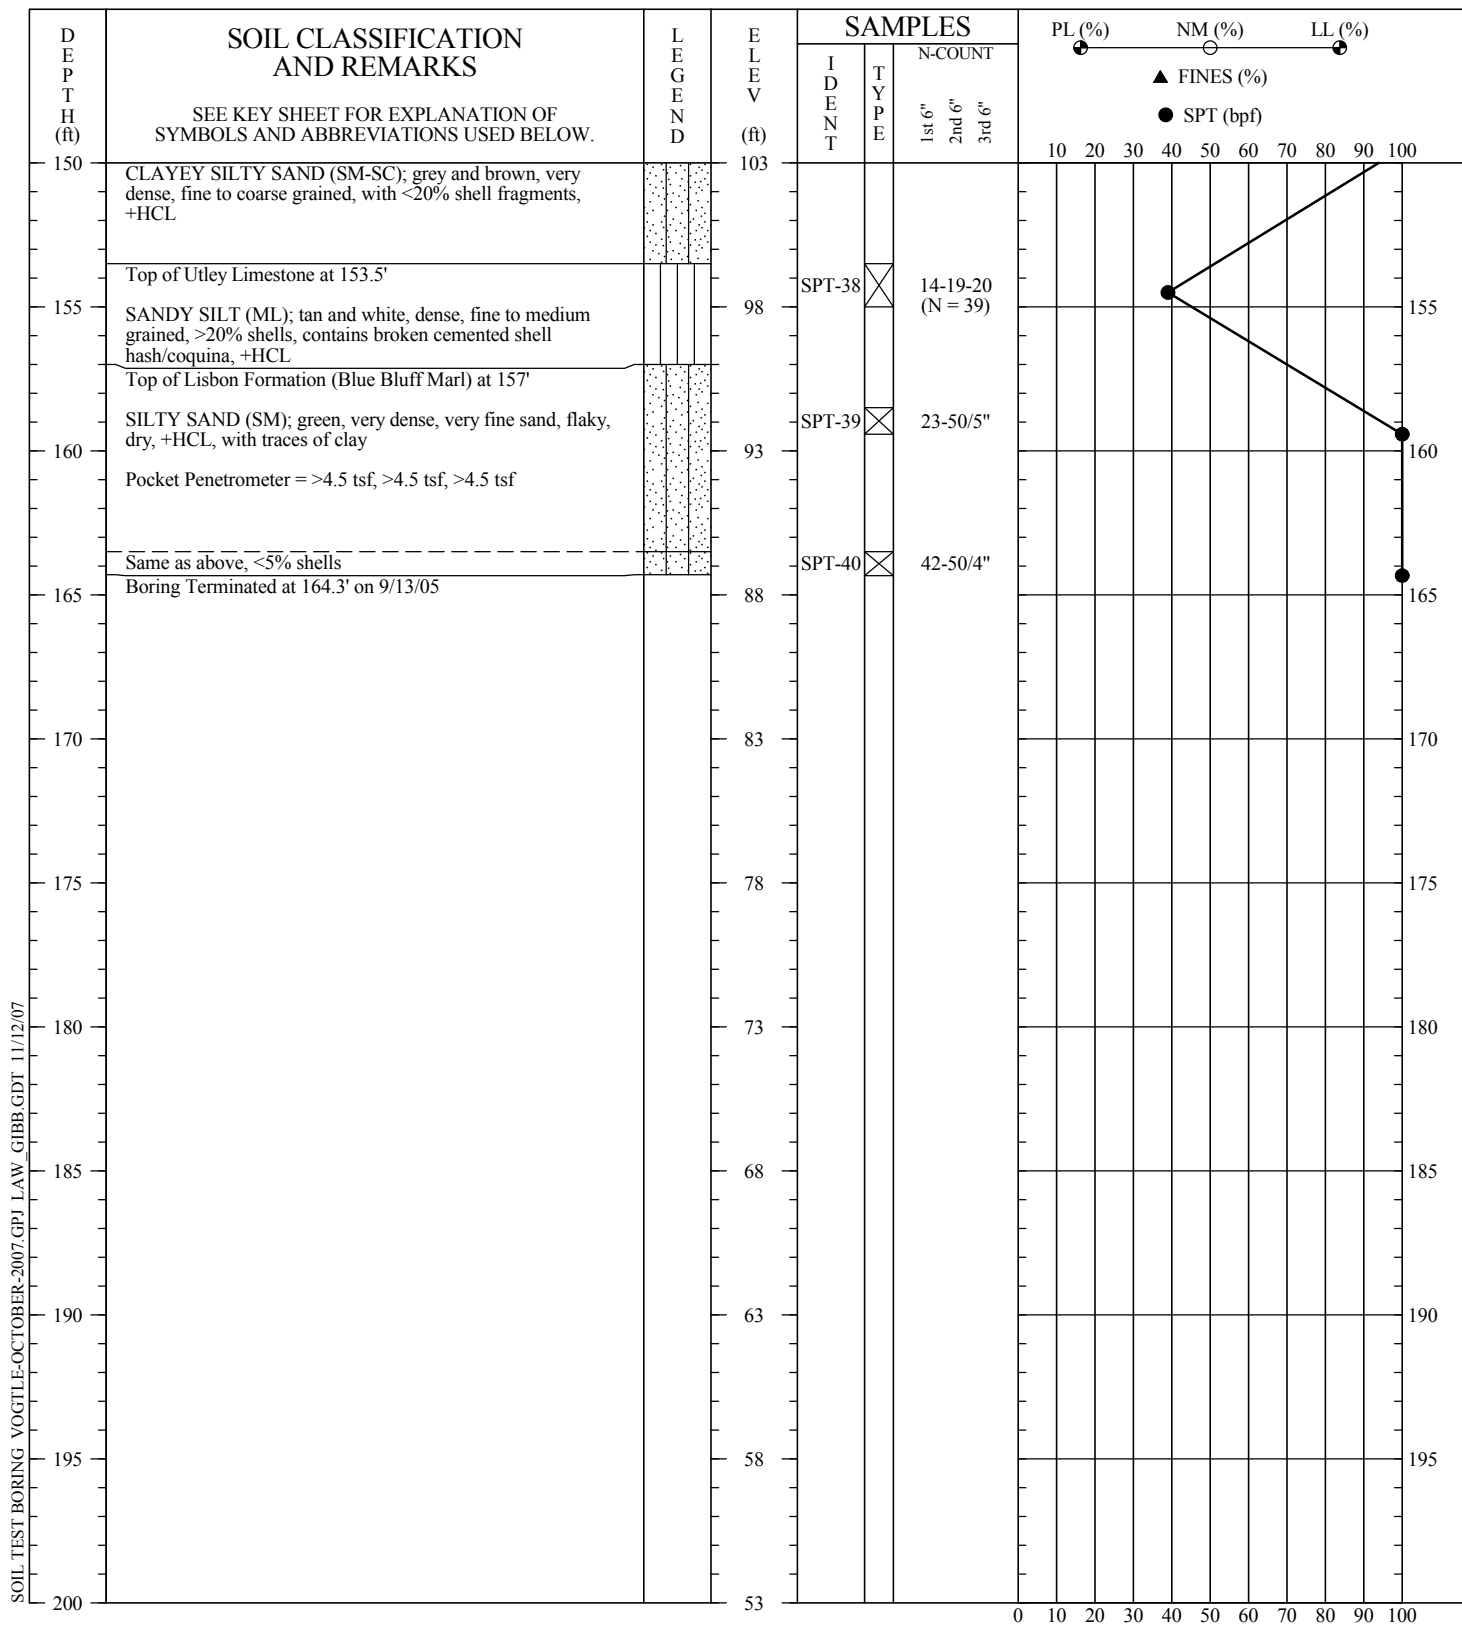 DEPTH
(ft)
SOIL CLASSIFICATION
AND REMARKS
SEE KEY SHEET FOR EXPLANATION OF
SYMBOLS AND ABBREVIATIONS USED BELOW.
LEGEND
ELEV
(ft)
SAMPLES
IDENT
TYPE
N-COUNT
1st 6"
2nd 6"
3rd 6"
PL (%)
NM (%)
LL (%)
▲ FINES (%)
● SPT (bpf)
10 20 30 40 50 60 70 80 90 100
150
CLAYEY SILTY SAND (SM-SC); grey and brown, very
dense, fine to coarse grained, with <20% shell fragments,
+HCL
103
Top of Utley Limestone at 153.5'
SPT-38
14-19-20
(N = 39)
155
SANDY SILT (ML); tan and white, dense, fine to medium
grained, >20% shells, contains broken cemented shell
hash/coquina, +HCL
98
155
Top of Lisbon Formation (Blue Bluff Marl) at 157'
SILTY SAND (SM); green, very dense, very fine sand, flaky,
dry, +HCL, with traces of clay
SPT-39
23-50/5"
160
93
160
Pocket Penetrometer = >4.5 tsf, >4.5 tsf, >4.5 tsf
Same as above, <5% shells
SPT-40
42-50/4"
Boring Terminated at 164.3' on 9/13/05
165
88
165
170
83
170
175
78
175
180
73
180
185
68
185
190
63
190
195
58
195
200
53
0 10 20 30 40 50 60 70 80 90 100
SOIL TEST BORING VOGTLE-OCTOBER-2007.GPJ LAW_GIBB.GDT 11/12/07